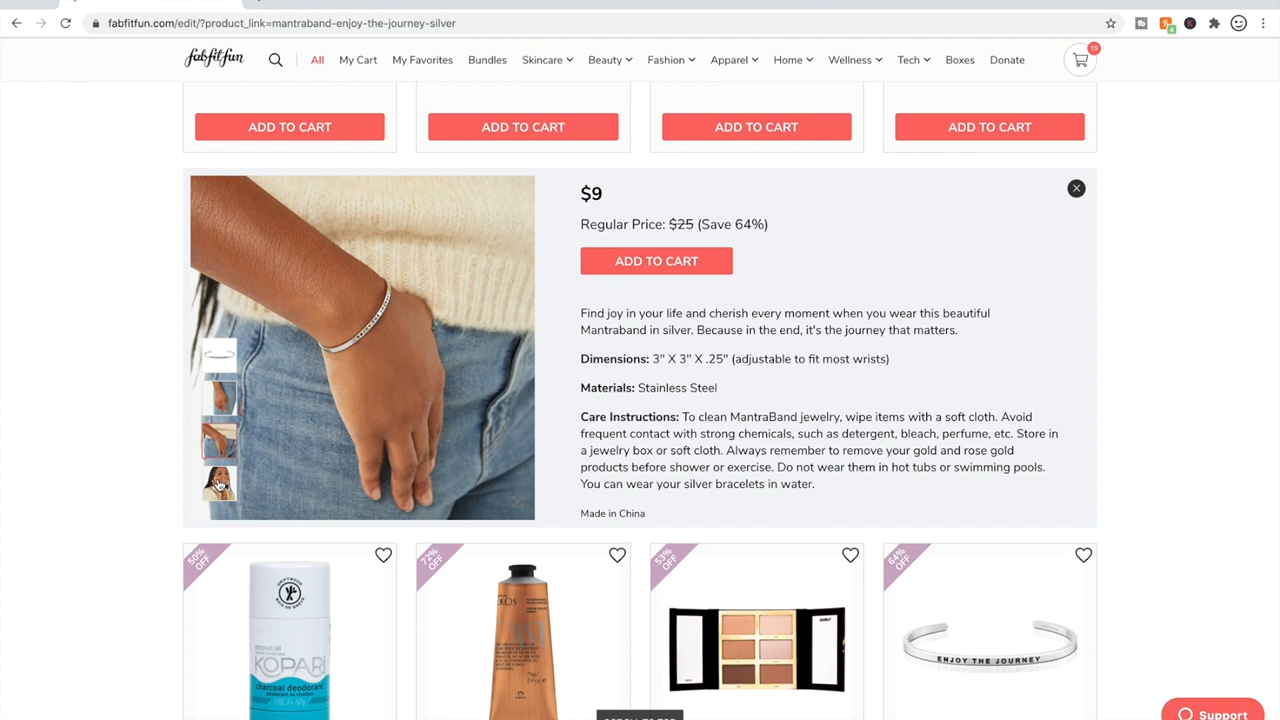 fabfitfun.com/edit/?product_link=mantraband-enjoy-the-journey-silver
4
fabfitfun
All
My Cart
My Favorites
Bundles
Skincare
Beauty
Fashion
Apparel
Home
Wellness
Tech
Boxes
Donate
19
ADD TO CART
ADD TO CART
ADD TO CART
ADD TO CART
$9
Regular Price: $25 (Save 64%)
ADD TO CART
Find joy in your life and cherish every moment when you wear this beautiful
Mantraband in silver. Because in the end, it's the journey that matters.
Dimensions: 3" X 3" X .25" (adjustable to fit most wrists)
Materials: Stainless Steel
Care Instructions: To clean MantraBand jewelry, wipe items with a soft cloth. Avoid
frequent contact with strong chemicals, such as detergent, bleach, perfume, etc. Store in
a jewelry box or soft cloth. Always remember to remove your gold and rose gold
products before shower or exercise. Do not wear them in hot tubs or swimming pools.
You can wear your silver bracelets in water.
Made in China
50%
OFF
72%
OFF
53%
OFF
64%
OFF
coconut oil
KOPARI
charcoal deodorant
EKOS
ENJOY THE JOURNEY
SCROLL TO TOP
Support